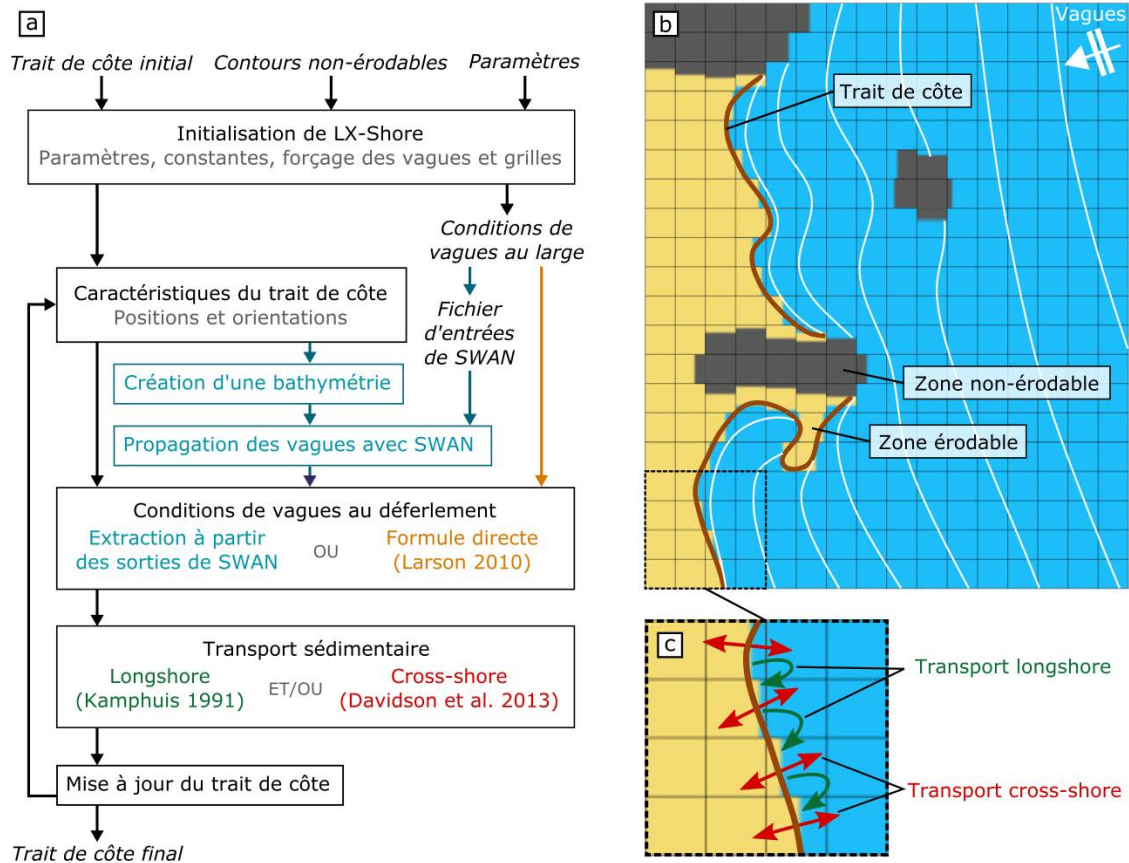 a
Trait de côte initial
Contours non-érodables
Paramètres
Initialisation de LX-Shore
Paramètres, constantes, forçage des vagues et grilles
Conditions de
vagues au large
Caractéristiques du trait de côte
Positions et orientations
Fichier
d'entrées
de SWAN
Création d'une bathymétrie
Propagation des vagues avec SWAN
Conditions de vagues au déferlement
Extraction à partir
des sorties de SWAN
OU
Formule directe
(Larson 2010)
Transport sédimentaire
Longshore
(Kamphuis 1991)
ET/OU
Cross-shore
(Davidson et al. 2013)
Mise à jour du trait de côte
Trait de côte final
b
Vagues
Trait de côte
Zone non-érodable
Zone érodable
c
Transport longshore
Transport cross-shore